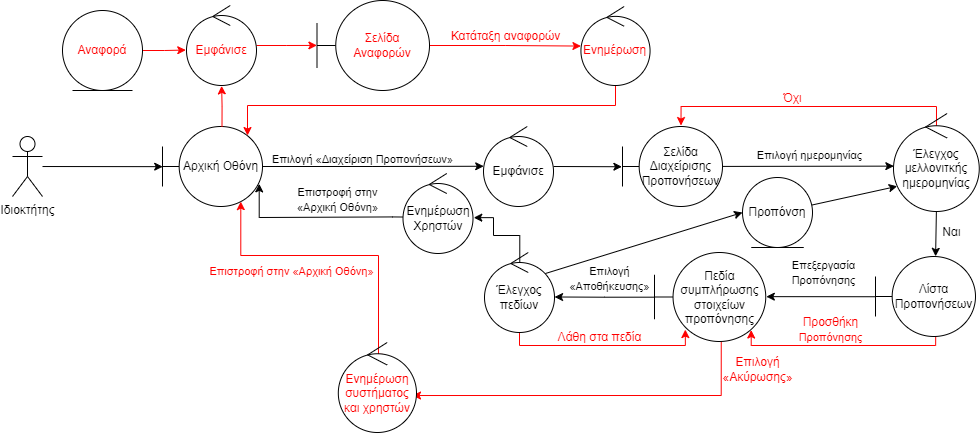 Αναφορά
Εμφάνισε
Σελίδα
Αναφορών
Κατάταξη αναφορών
Ενημέρωση
Όχι
Ιδιοκτήτης
Αρχική Οθόνη
Επιλογή «Διαχείριση Προπονήσεων»
Εμφάνισε
Σελίδα
Διαχείρισης
Προπονήσεων
Επιλογή ημερομηνίας
Έλεγχος
μελλονιτκής
ημερομηνίας
Επιστροφή στην
«Αρχική Οθόνη»
Ενημέρωση
Χρηστών
Προπόνση
Ναι
Επιστροφή στην «Αρχική Οθόνη»
Έλεγχος
πεδίων
Επιλογή
«Αποθήκευσης»
Πεδία
συμπλήρωσης
στοιχείων
προπόνησης
Επεξεργασία
Προπόνησης
Λίστα
Προπονήσεων
Λάθη στα πεδία
Προσθήκη
Προπόνησης
Επιλογή
«Ακύρωσης»
Ενημέρωση
συστήματος
και χρηστών